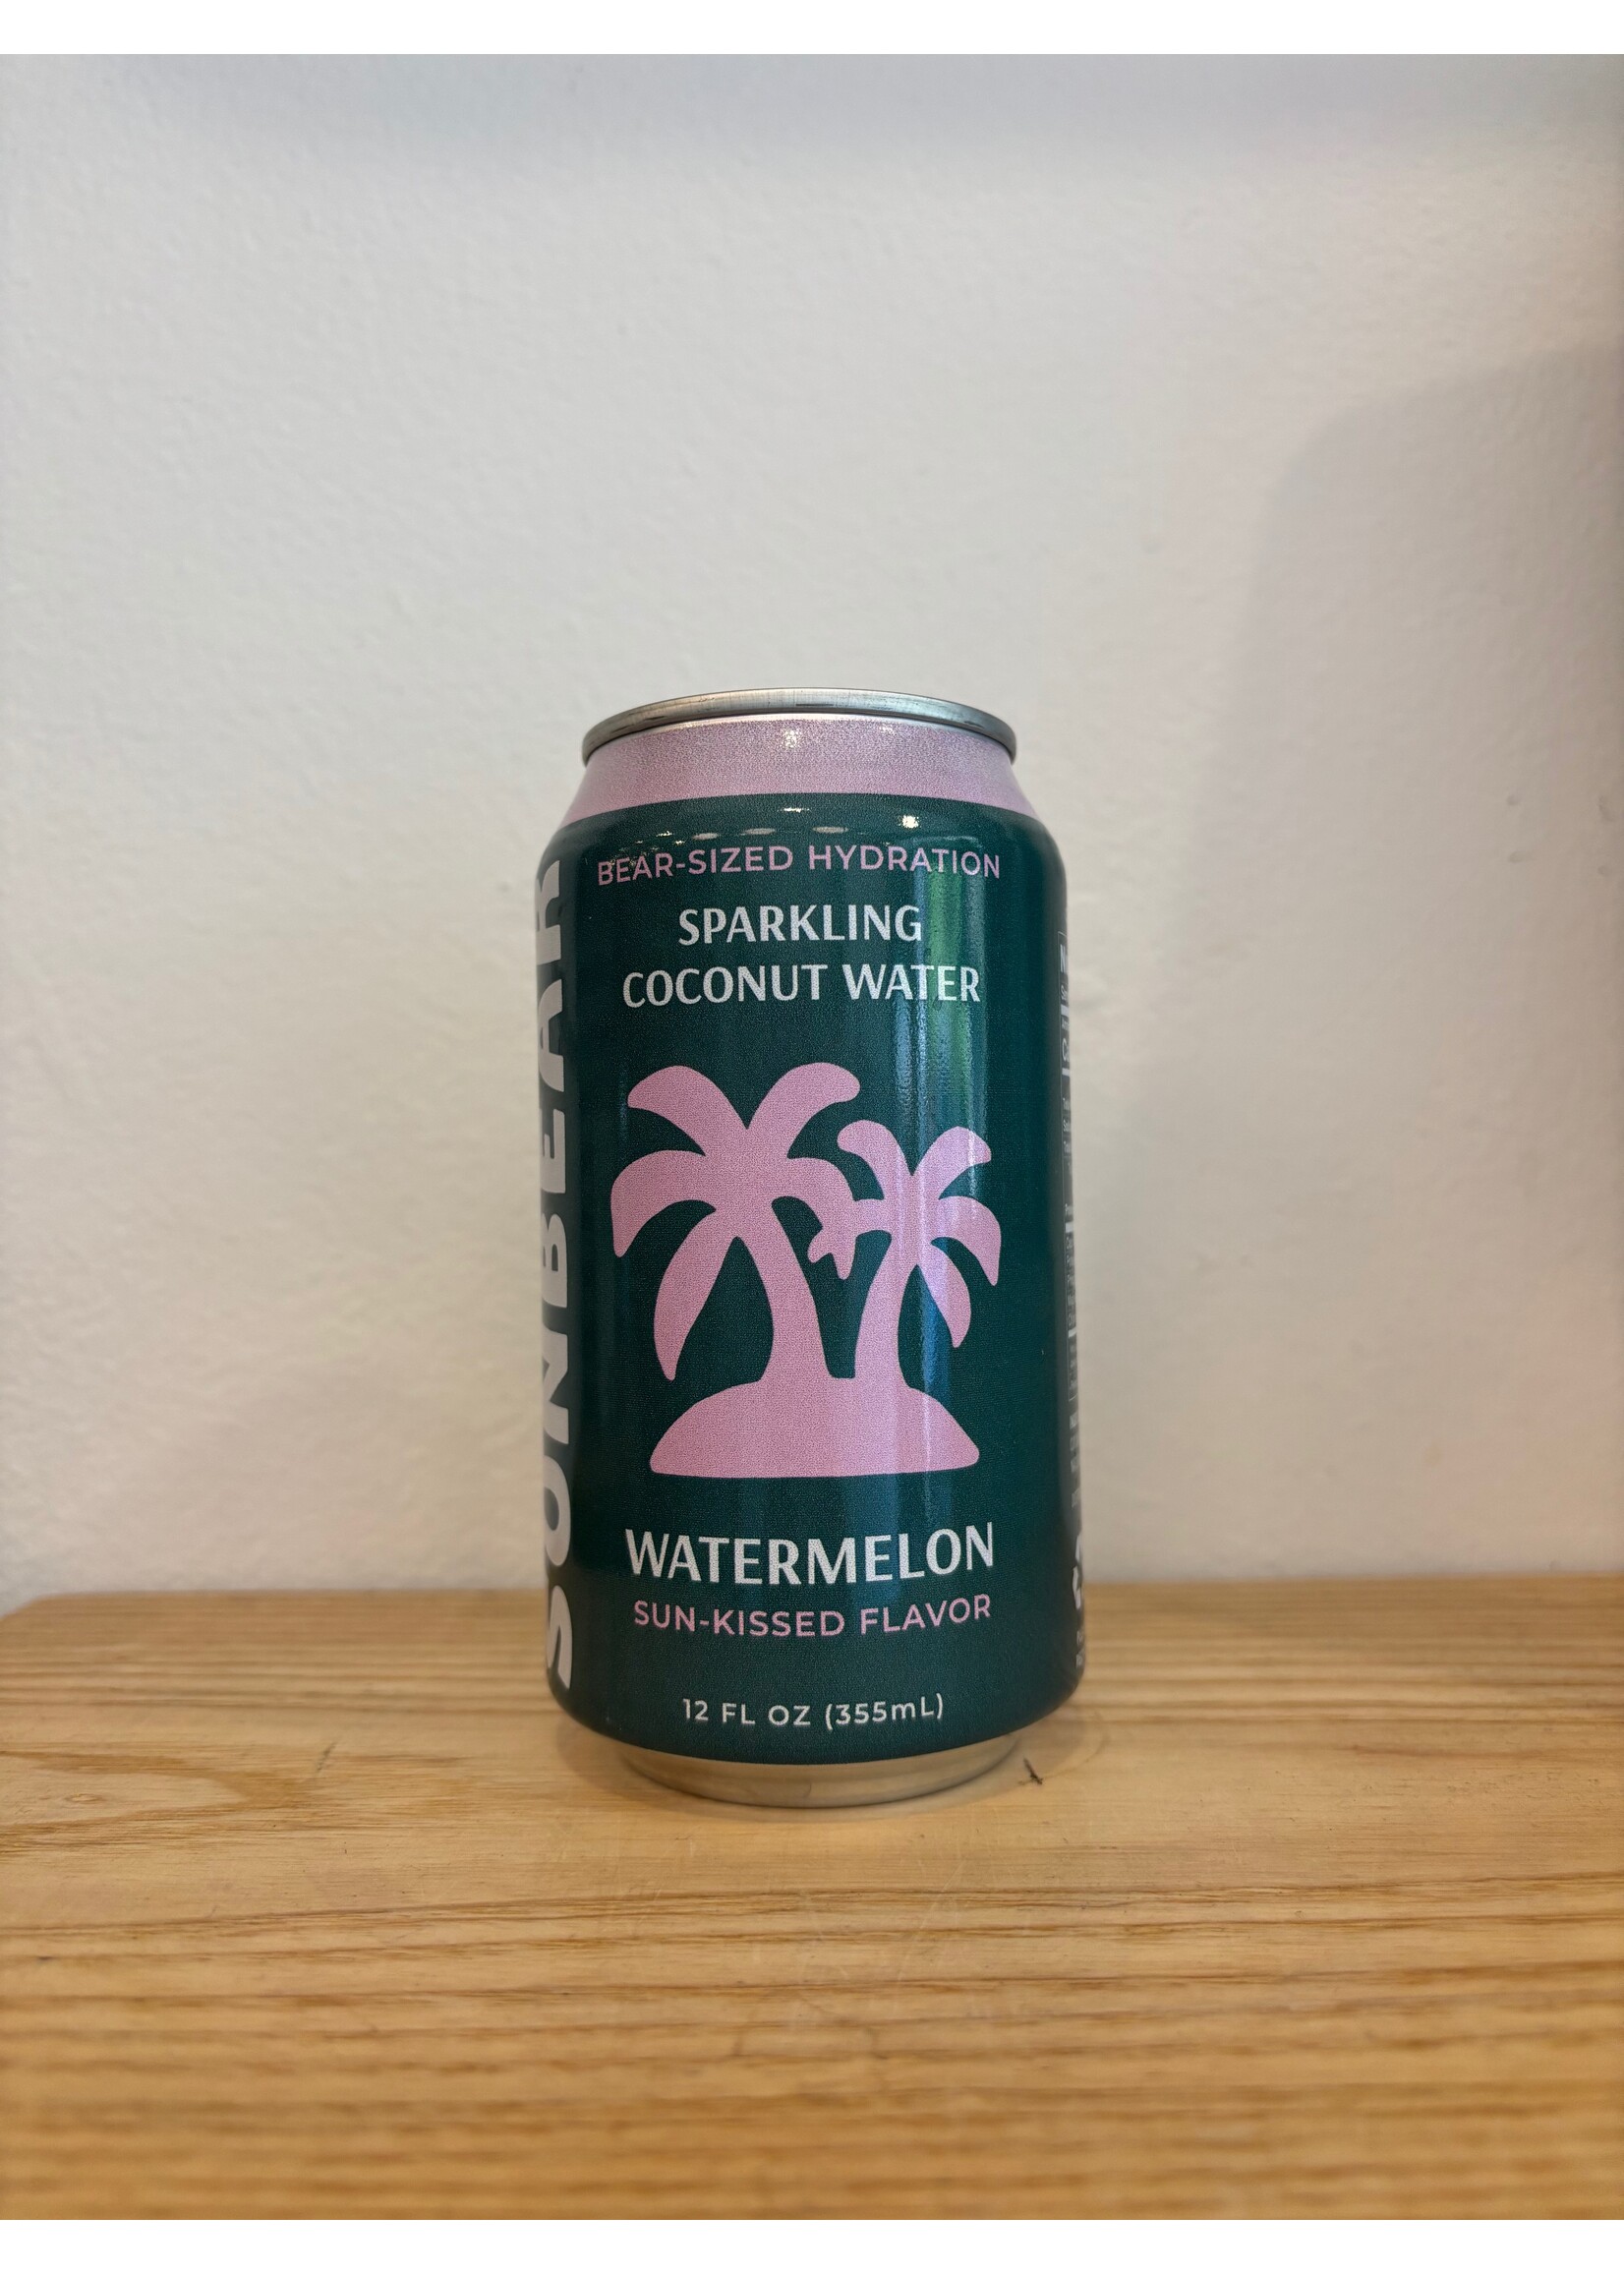 SUNBEAR
BEAR-SIZED HYDRATION
SPARKLING
COCONUT WATER
WATERMELON
SUN-KISSED FLAVOR
12 FL OZ (355mL)